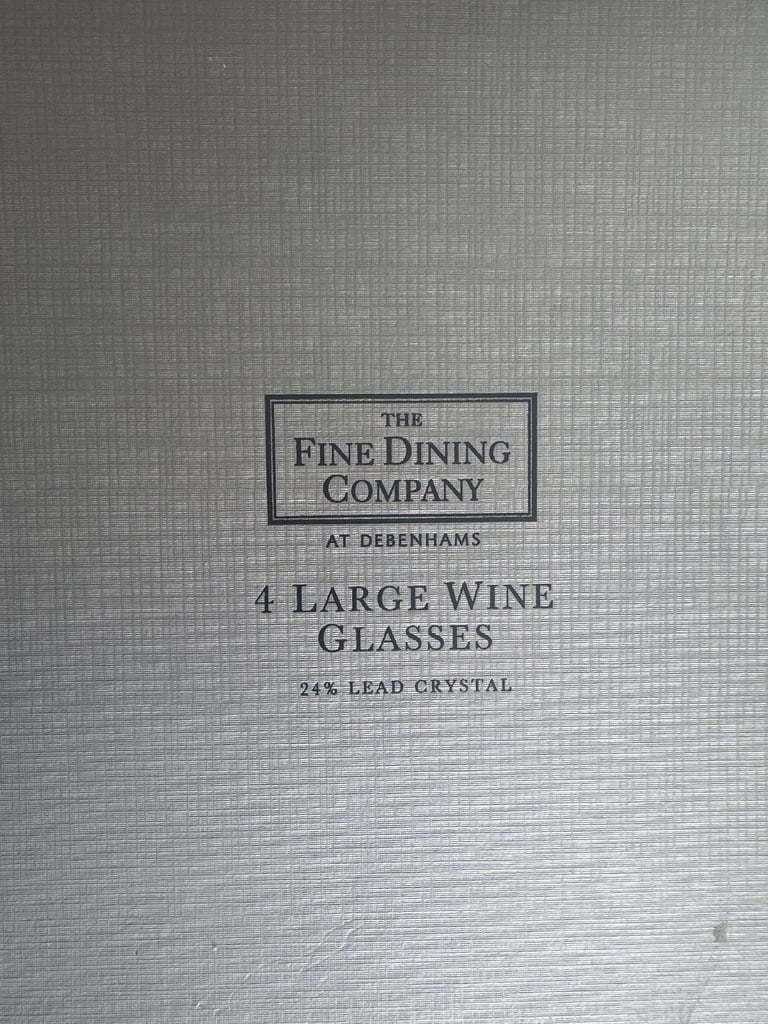 THE
FINE DINING
COMPANY
AT DEBENHAMS
4 LARGE WINE
GLASSES
24% LEAD CRYSTAL